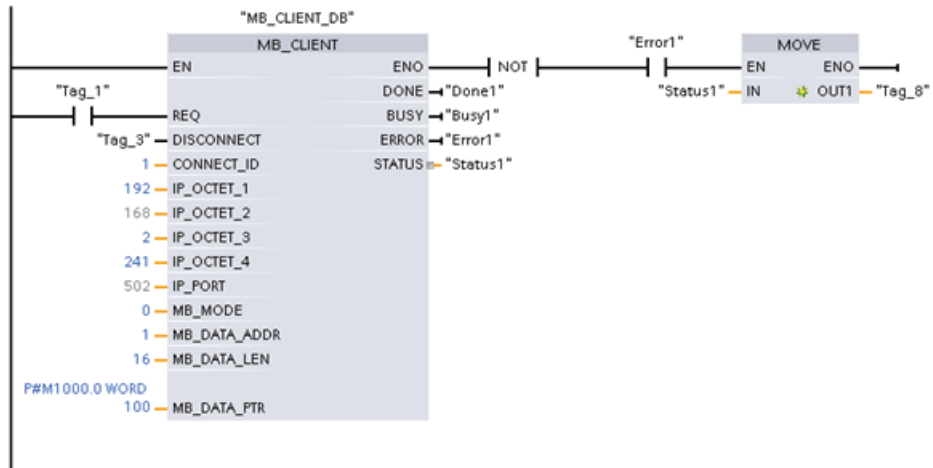 "MB_CLIENT_DB"
MB_CLIENT
"Error1"
MOVE
EN
ENO
NOT
EN
ENO
"Tag_1"
DONE
"Done1"
"Status1"
IN
OUT1
"Tag_8"
REQ
BUSY
"Busy1"
"Tag_3"
DISCONNECT
ERROR
"Error1"
1
CONNECT_ID
STATUS
"Status1"
192
IP_OCTET_1
168
IP_OCTET_2
2
IP_OCTET_3
241
IP_OCTET_4
502
IP_PORT
0
MB_MODE
1
MB_DATA_ADDR
16
MB_DATA_LEN
P#M1000.0 WORD
100
MB_DATA_PTR